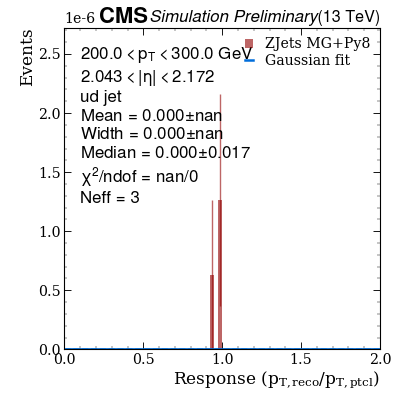 1e-6 CMS Simulation Preliminary (13 TeV)
Events
200.0 < pT < 300.0 GeV
2.043 < |η| < 2.172
ud jet
Mean = 0.000±nan
Width = 0.000±nan
Median = 0.000±0.017
χ²/ndof = nan/0
Neff = 3
ZJets MG+Py8
Gaussian fit
2.5
2.0
1.5
1.0
0.5
0.0
0.0 0.5 1.0 1.5 2.0
Response (pT,reco/pT,ptcl)